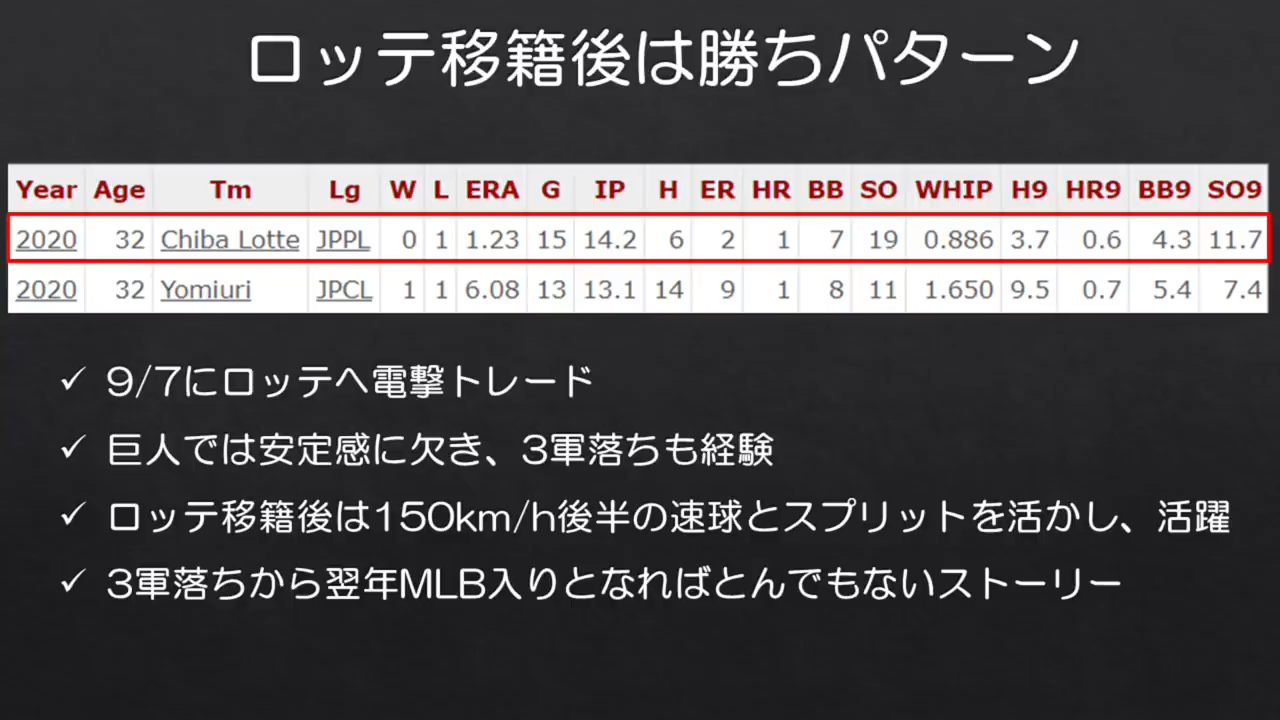 ロッテ移籍後は勝ちパターン
Year Age Tm Lg W L ERA G IP H ER HR BB SO WHIP H9 HR9 BB9 SO9
2020 32 Chiba Lotte JPPL 0 1 1.23 15 14.2 6 2 1 7 19 0.886 3.7 0.6 4.3 11.7
2020 32 Yomiuri JPCL 1 1 6.08 13 13.1 14 9 1 8 11 1.650 9.5 0.7 5.4 7.4
✓ 9/7にロッテへ電撃トレード
✓ 巨人では安定感に欠き、3軍落ちも経験
✓ ロッテ移籍後は150km/h後半の速球とスプリットを活かし、活躍
✓ 3軍落ちから翌年MLB入りとなればとんでもないストーリー